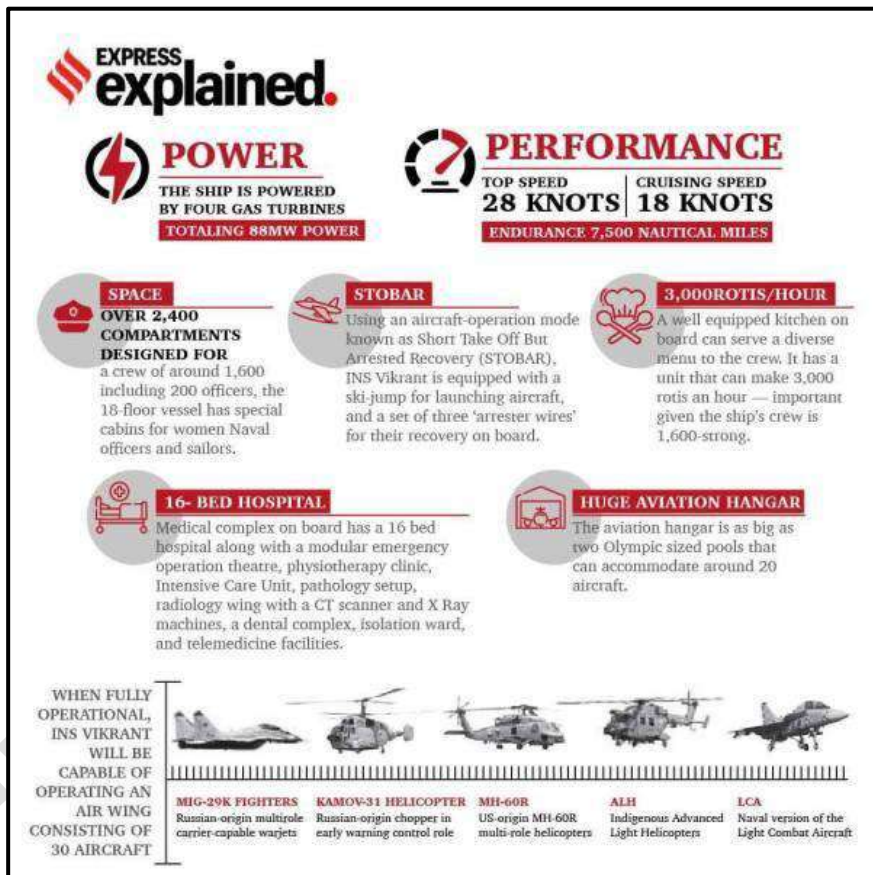 EXPRESS
explained.
POWER
THE SHIP IS POWERED
BY FOUR GAS TURBINES
TOTALING 88MW POWER
PERFORMANCE
TOP SPEED
28 KNOTS
CRUISING SPEED
18 KNOTS
ENDURANCE 7,500 NAUTICAL MILES
SPACE
OVER 2,400
COMPARTMENTS
DESIGNED FOR
a crew of around 1,600
including 200 officers, the
18-floor vessel has special
cabins for women Naval
officers and sailors.
STOBAR
Using an aircraft-operation mode
known as Short Take Off But
Arrested Recovery (STOBAR),
INS Vikrant is equipped with a
ski-jump for launching aircraft,
and a set of three 'arrester wires'
for their recovery on board.
3,000ROTIS/HOUR
A well equipped kitchen on
board can serve a diverse
menu to the crew. It has a
unit that can make 3,000
rotis an hour — important
given the ship's crew is
1,600-strong.
16- BED HOSPITAL
Medical complex on board has a 16 bed
hospital along with a modular emergency
operation theatre, physiotherapy clinic,
Intensive Care Unit, pathology setup,
radiology wing with a CT scanner and X Ray
machines, a dental complex, isolation ward,
and telemedicine facilities.
HUGE AVIATION HANGAR
The aviation hangar is as big as
two Olympic sized pools that
can accommodate around 20
aircraft.
WHEN FULLY
OPERATIONAL,
INS VIKRANT
WILL BE
CAPABLE OF
OPERATING AN
AIR WING
CONSISTING OF
30 AIRCRAFT
MIG-29K FIGHTERS
Russian-origin multirole
carrier-capable warjets
KAMOV-31 HELICOPTER
Russian-origin chopper in
early warning control role
MH-60R
US-origin MH-60R
multi-role helicopters
ALH
Indigenous Advanced
Light Helicopters
LCA
Naval version of the
Light Combat Aircraft